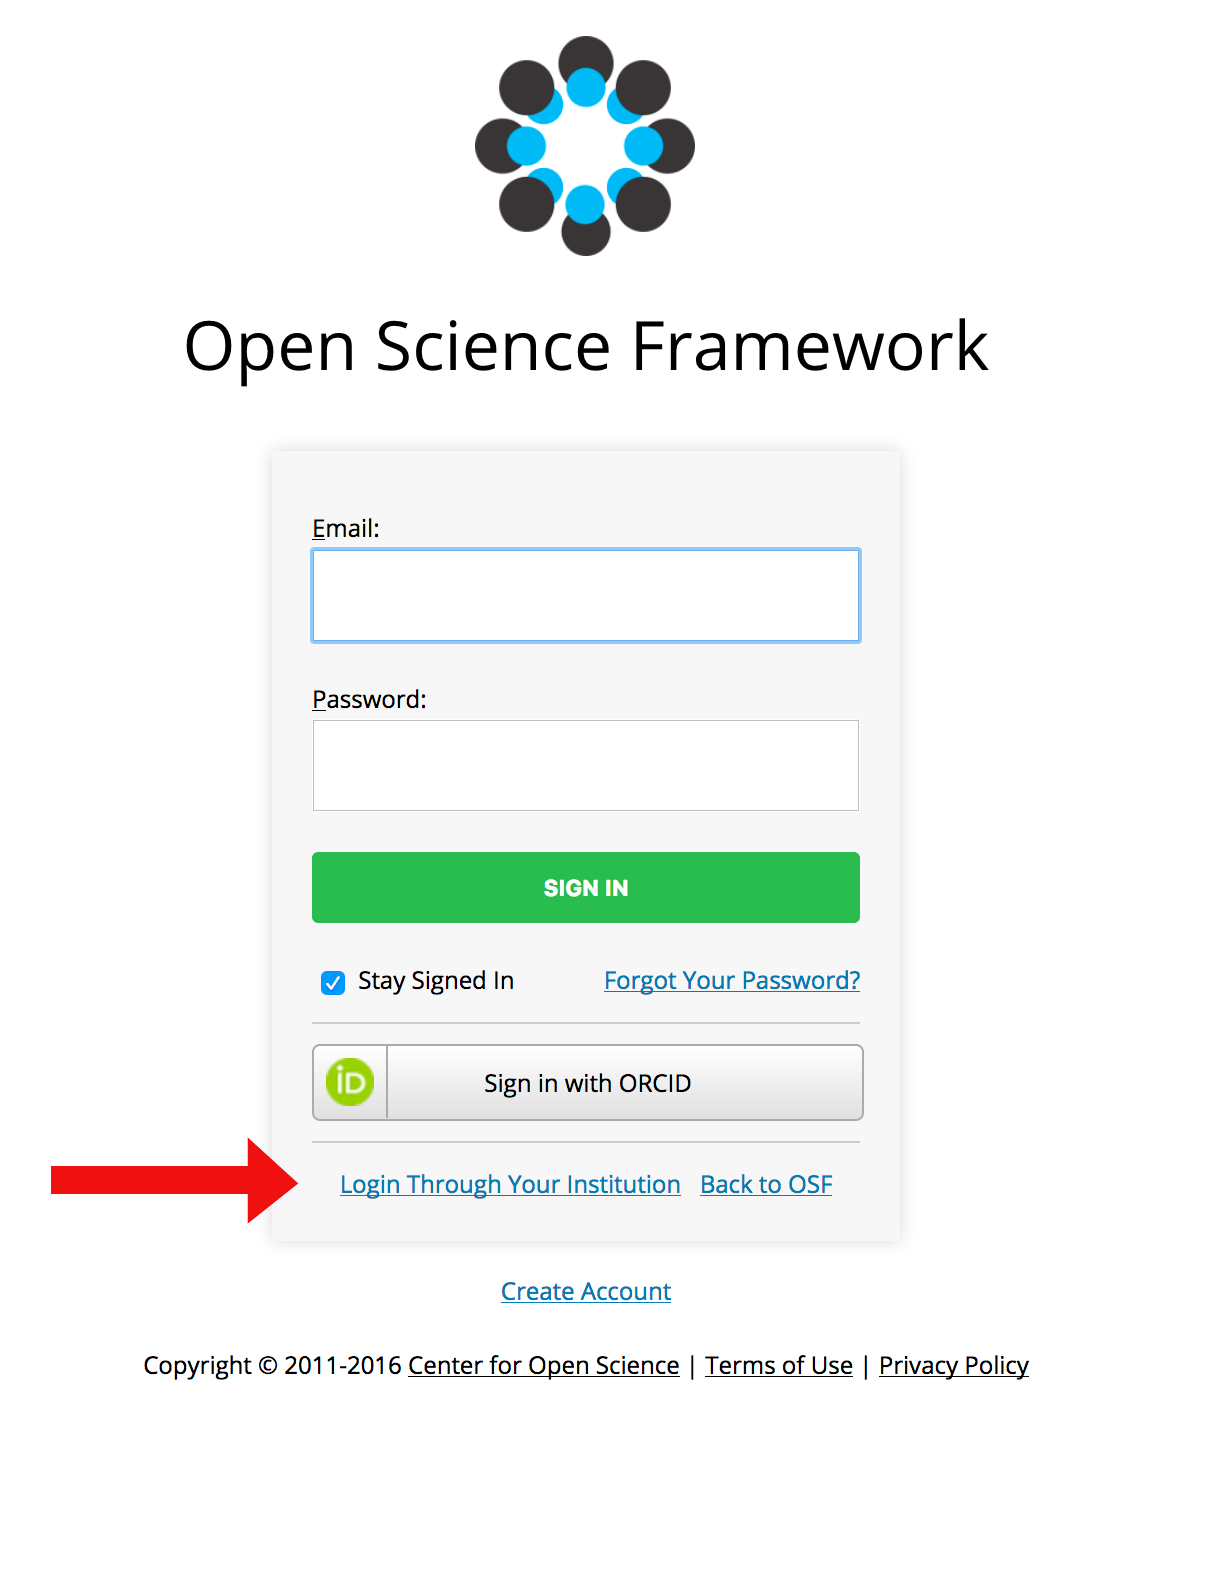 Open Science Framework
Email:
Password:
SIGN IN
Stay Signed In Forgot Your Password?
iD Sign in with ORCID
Login Through Your Institution Back to OSF
Create Account
Copyright © 2011-2016 Center for Open Science | Terms of Use | Privacy Policy